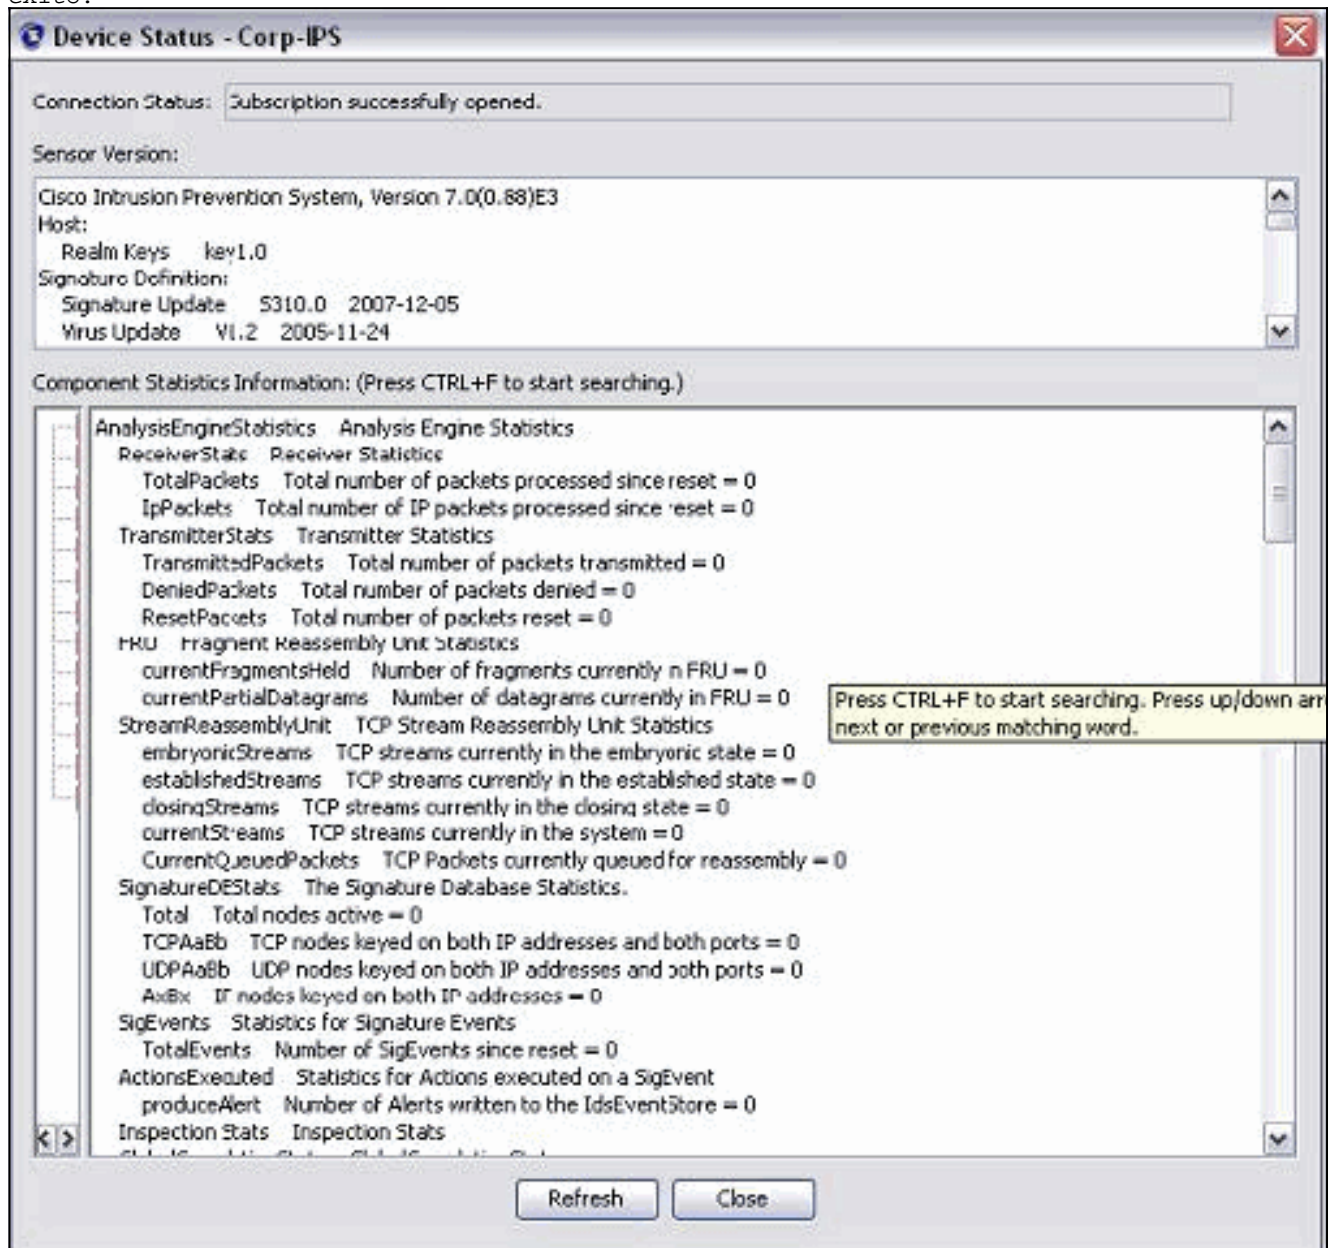 éxito.
Device Status - Corp-IPS
Connection Status: Subscription successfully opened.
Sensor Version:
Cisco Intrusion Prevention System, Version 7.0(0.88)E3
Host:
Realm Keys key1.0
Signature Definition:
Signature Update S310.0 2007-12-05
Virus Update V1.2 2005-11-24
Component Statistics Information: (Press CTRL+F to start searching.)
AnalysisEngineStatistics Analysis Engine Statistics
ReceiverStats Receiver Statistics
TotalPackets Total number of packets processed since reset = 0
IpPackets Total number of IP packets processed since reset = 0
TransmitterStats Transmitter Statistics
TransmittedPackets Total number of packets transmitted = 0
DeniedPackets Total number of packets denied = 0
ResetPackets Total number of packets reset = 0
FRU Fragment Reassembly Unit Statistics
currentFragmentsHeld Number of fragments currently in FRU = 0
currentPartialDatagrams Number of datagrams currently in FRU = 0
Press CTRL+F to start searching. Press up/down arr
next or previous matching word.
StreamReassemblyUnit TCP Stream Reassembly Unit Statistics
embryonicStreams TCP streams currently in the embryonic state = 0
establishedStreams TCP streams currently in the established state = 0
closingStreams TCP streams currently in the closing state = 0
currentStreams TCP streams currently in the system = 0
CurrentQueuedPackets TCP Packets currently queued for reassembly = 0
SignatureDEStats The Signature Database Statistics.
Total Total nodes active = 0
TCPAaBb TCP nodes keyed on both IP addresses and both ports = 0
UDPAaBb UDP nodes keyed on both IP addresses and both ports = 0
AxBx IP nodes keyed on both IP addresses = 0
SigEvents Statistics for Signature Events
TotalEvents Number of SigEvents since reset = 0
ActionsExecuted Statistics for Actions executed on a SigEvent
produceAlert Number of Alerts written to the IdsEventStore = 0
Inspection Stats Inspection Stats
Refresh Close